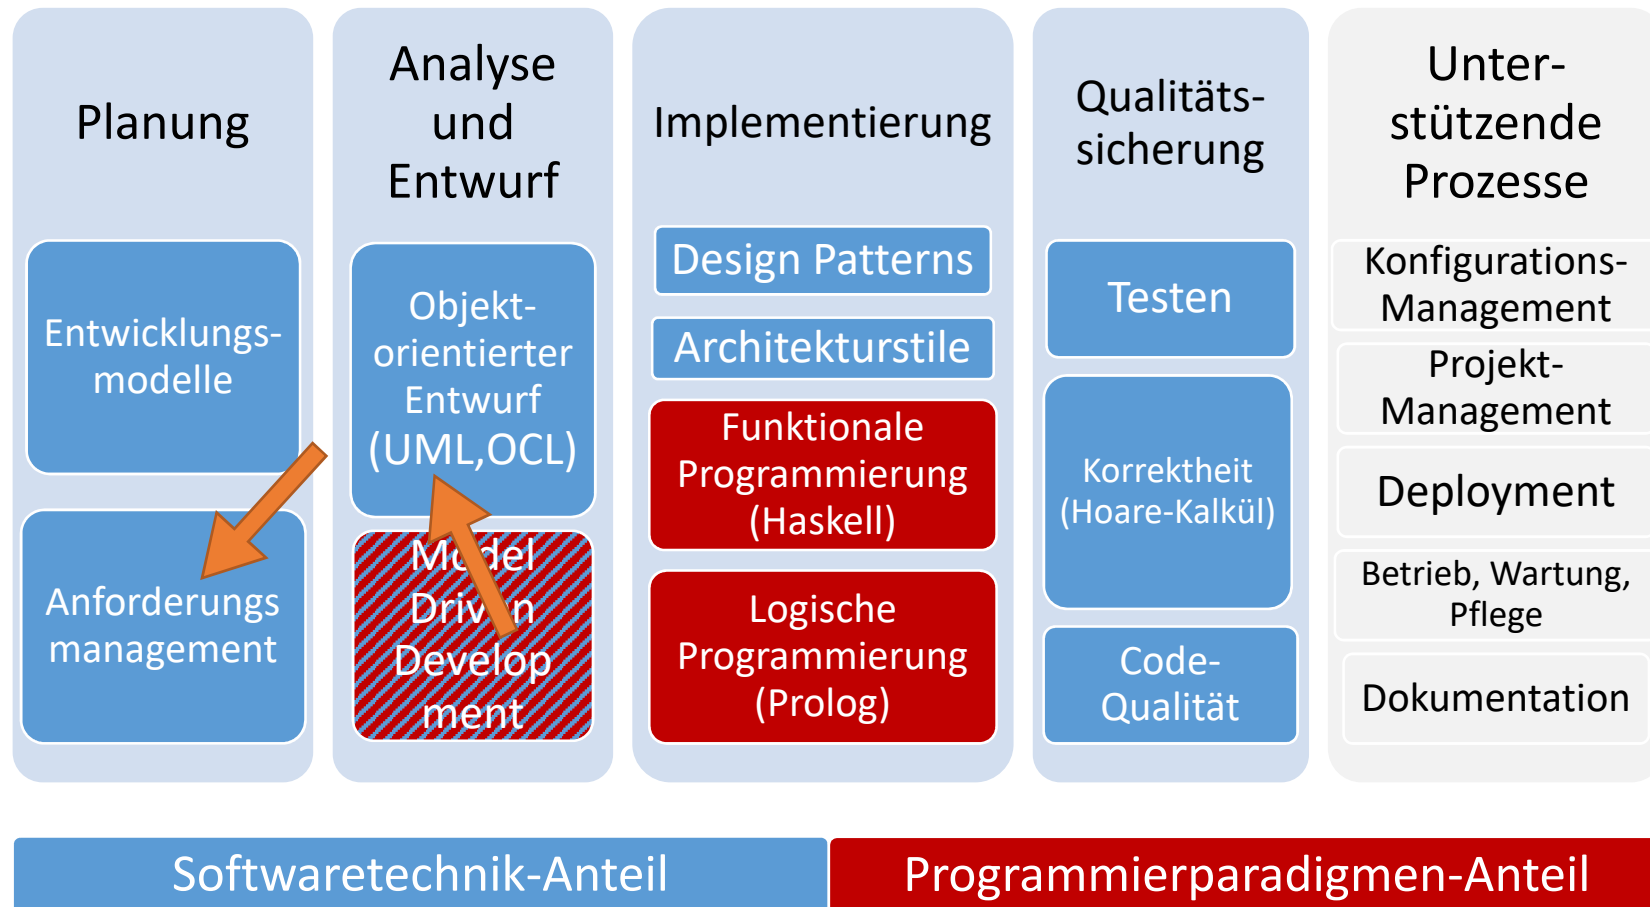 Planung
Entwicklungs-
modelle
Anforderungs
management
Analyse
und
Entwurf
Objekt-
orientierter
Entwurf
(UML,OCL)
Model
Driven
Develop
ment
Implementierung
Design Patterns
Architekturstile
Funktionale
Programmierung
(Haskell)
Logische
Programmierung
(Prolog)
Qualitäts-
sicherung
Testen
Korrektheit
(Hoare-Kalkül)
Code-
Qualität
Unter-
stützende
Prozesse
Konfigurations-
Management
Projekt-
Management
Deployment
Betrieb, Wartung,
Pflege
Dokumentation
Softwaretechnik-Anteil
Programmierparadigmen-Anteil